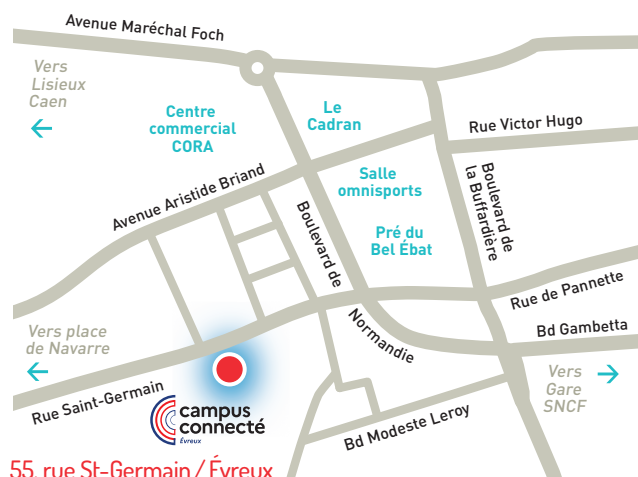 Avenue Maréchal Foch
Vers
Lisieux
Caen
Centre
commercial
CORA
Le
Cadran
Rue Victor Hugo
Avenue Aristide Briand
Salle
omnisports
Boulevard de
la Buffardière
Pré du
Bel Ébat
Boulevard de
Normandie
Rue de Pannette
Bd Gambetta
Vers place
de Navarre
Vers
Gare
SNCF
Rue Saint-Germain
campus
connecté
Évreux
Bd Modeste Leroy
55, rue St-Germain / Évreux